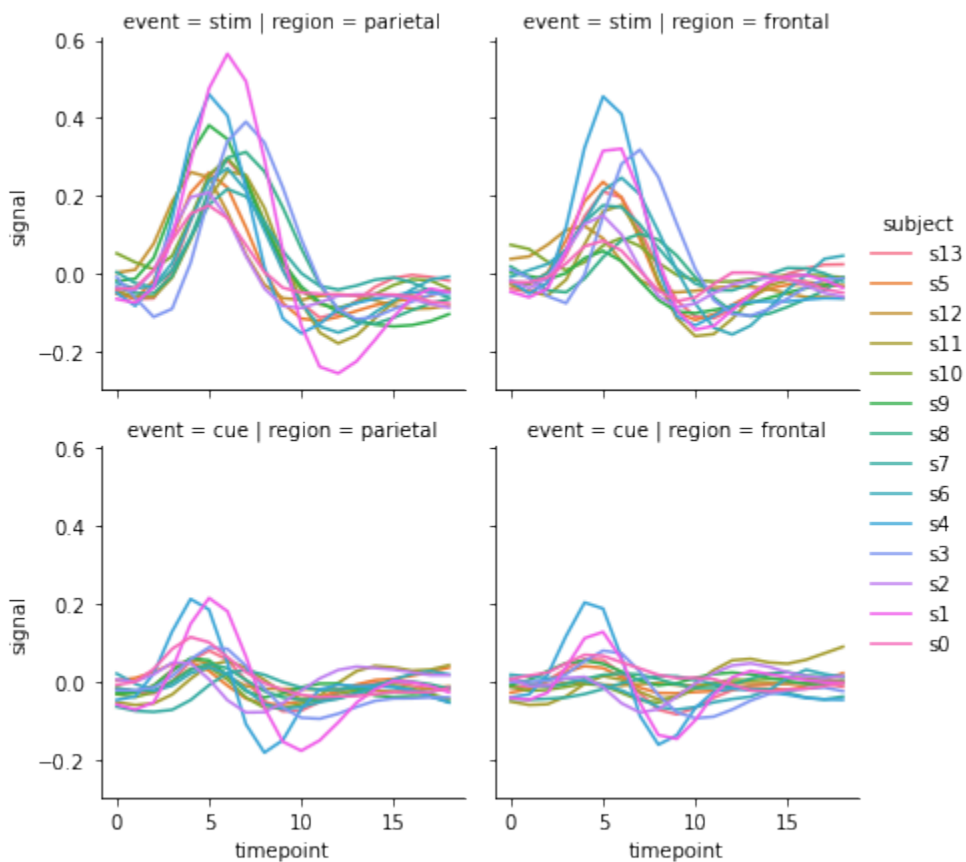 event = stim | region = parietal
event = stim | region = frontal
0.6
0.4
0.2
0.0
−0.2
signal
event = cue | region = parietal
event = cue | region = frontal
0.6
0.4
0.2
0.0
−0.2
signal
0 5 10 15
timepoint
0 5 10 15
timepoint
subject
s13
s5
s12
s11
s10
s9
s8
s7
s6
s4
s3
s2
s1
s0